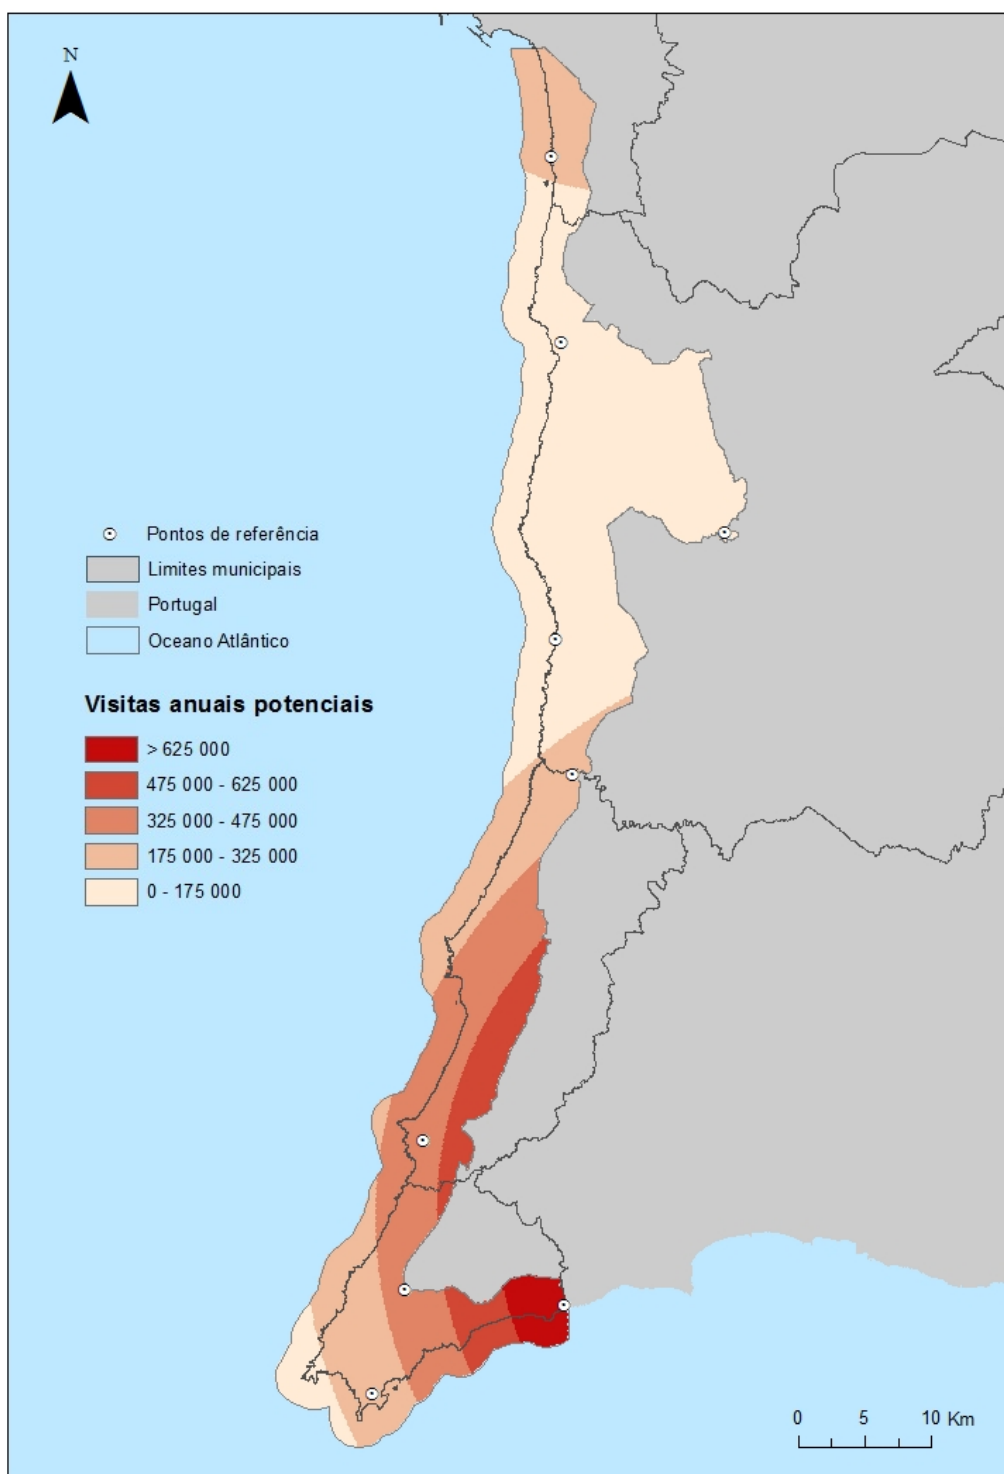 N
Pontos de referência
Limites municipais
Portugal
Oceano Atlântico
Visitas anuais potenciais
> 625 000
475 000 - 625 000
325 000 - 475 000
175 000 - 325 000
0 - 175 000
0 5 10 Km